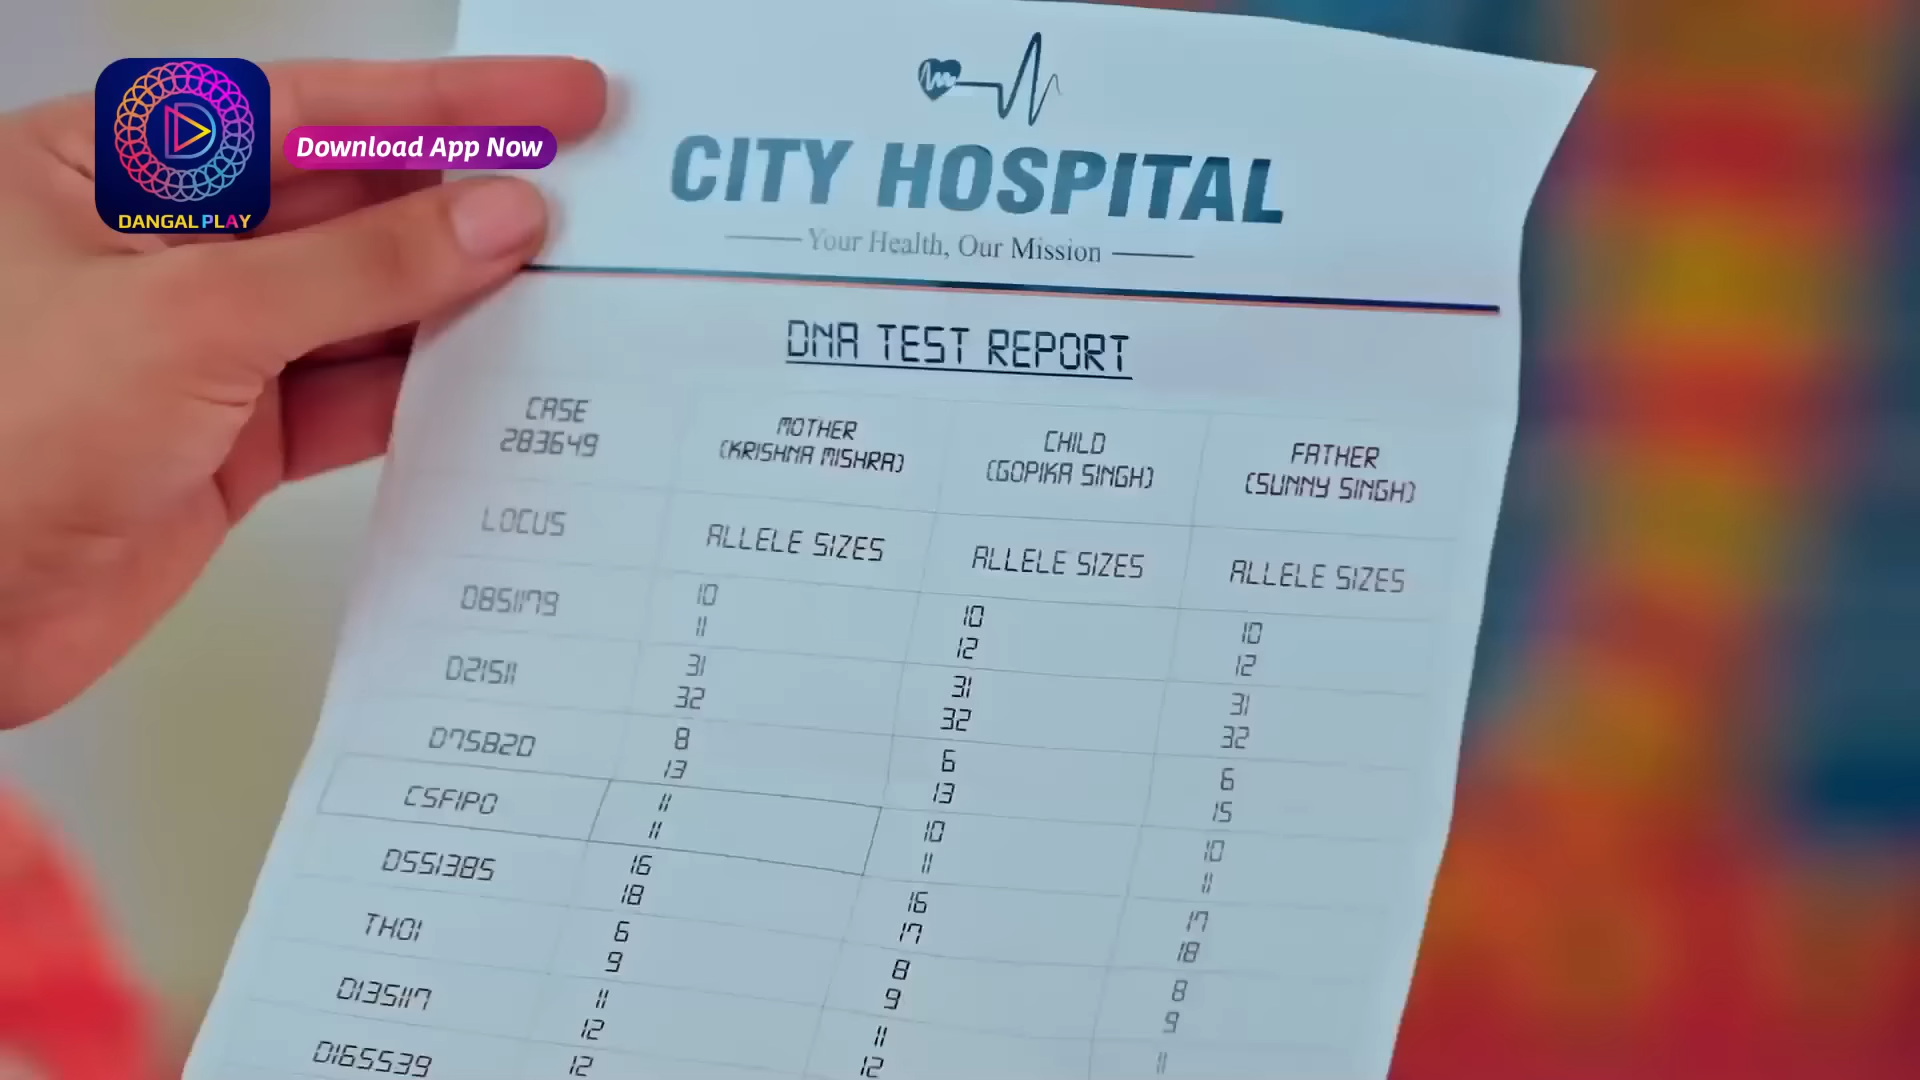 DANGAL PLAY
Download App Now
CITY HOSPITAL
Your Health, Our Mission
DNA TEST REPORT
CASE
283649
MOTHER
(KRISHNA MISHRA)
CHILD
(GOPIKA SINGH)
FATHER
(SUNNY SINGH)
LOCUS
ALLELE SIZES
ALLELE SIZES
ALLELE SIZES
D8S1179
10
11
10
12
10
12
D21S11
31
32
31
32
31
32
D7S820
8
13
6
13
6
15
CSF1PO
11
11
10
11
10
11
D5S1385
16
18
16
17
17
18
TH01
6
9
8
9
8
9
D13S117
11
12
11
12
11
D16S539
12